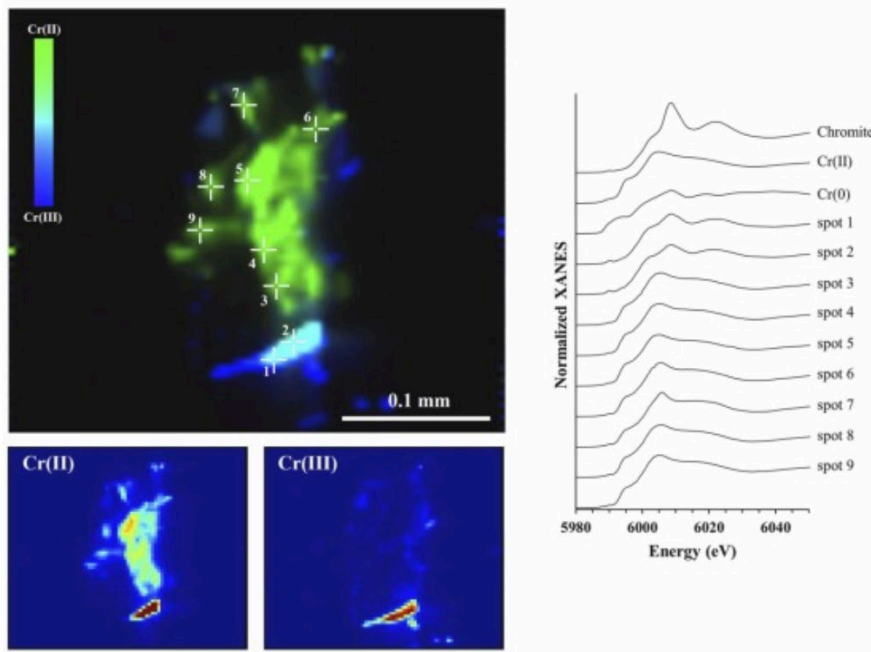 Cr(II)
Cr(III)
7
6
5
8
9
4
3
2
1
0.1 mm
Cr(II)
Cr(III)
Normalized XANES
Chromite
Cr(II)
Cr(0)
spot 1
spot 2
spot 3
spot 4
spot 5
spot 6
spot 7
spot 8
spot 9
5980 6000 6020 6040
Energy (eV)